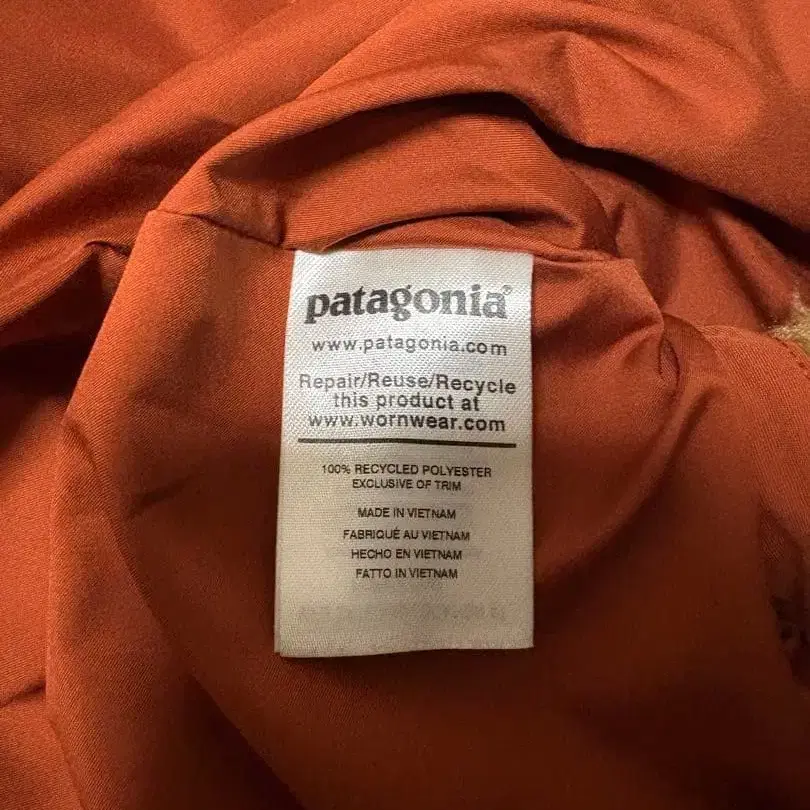 patagonia®
www.patagonia.com
Repair/Reuse/Recycle
this product at
www.wornwear.com
100% RECYCLED POLYESTER
EXCLUSIVE OF TRIM
MADE IN VIETNAM
FABRIQUÉ AU VIETNAM
HECHO EN VIETNAM
FATTO IN VIETNAM